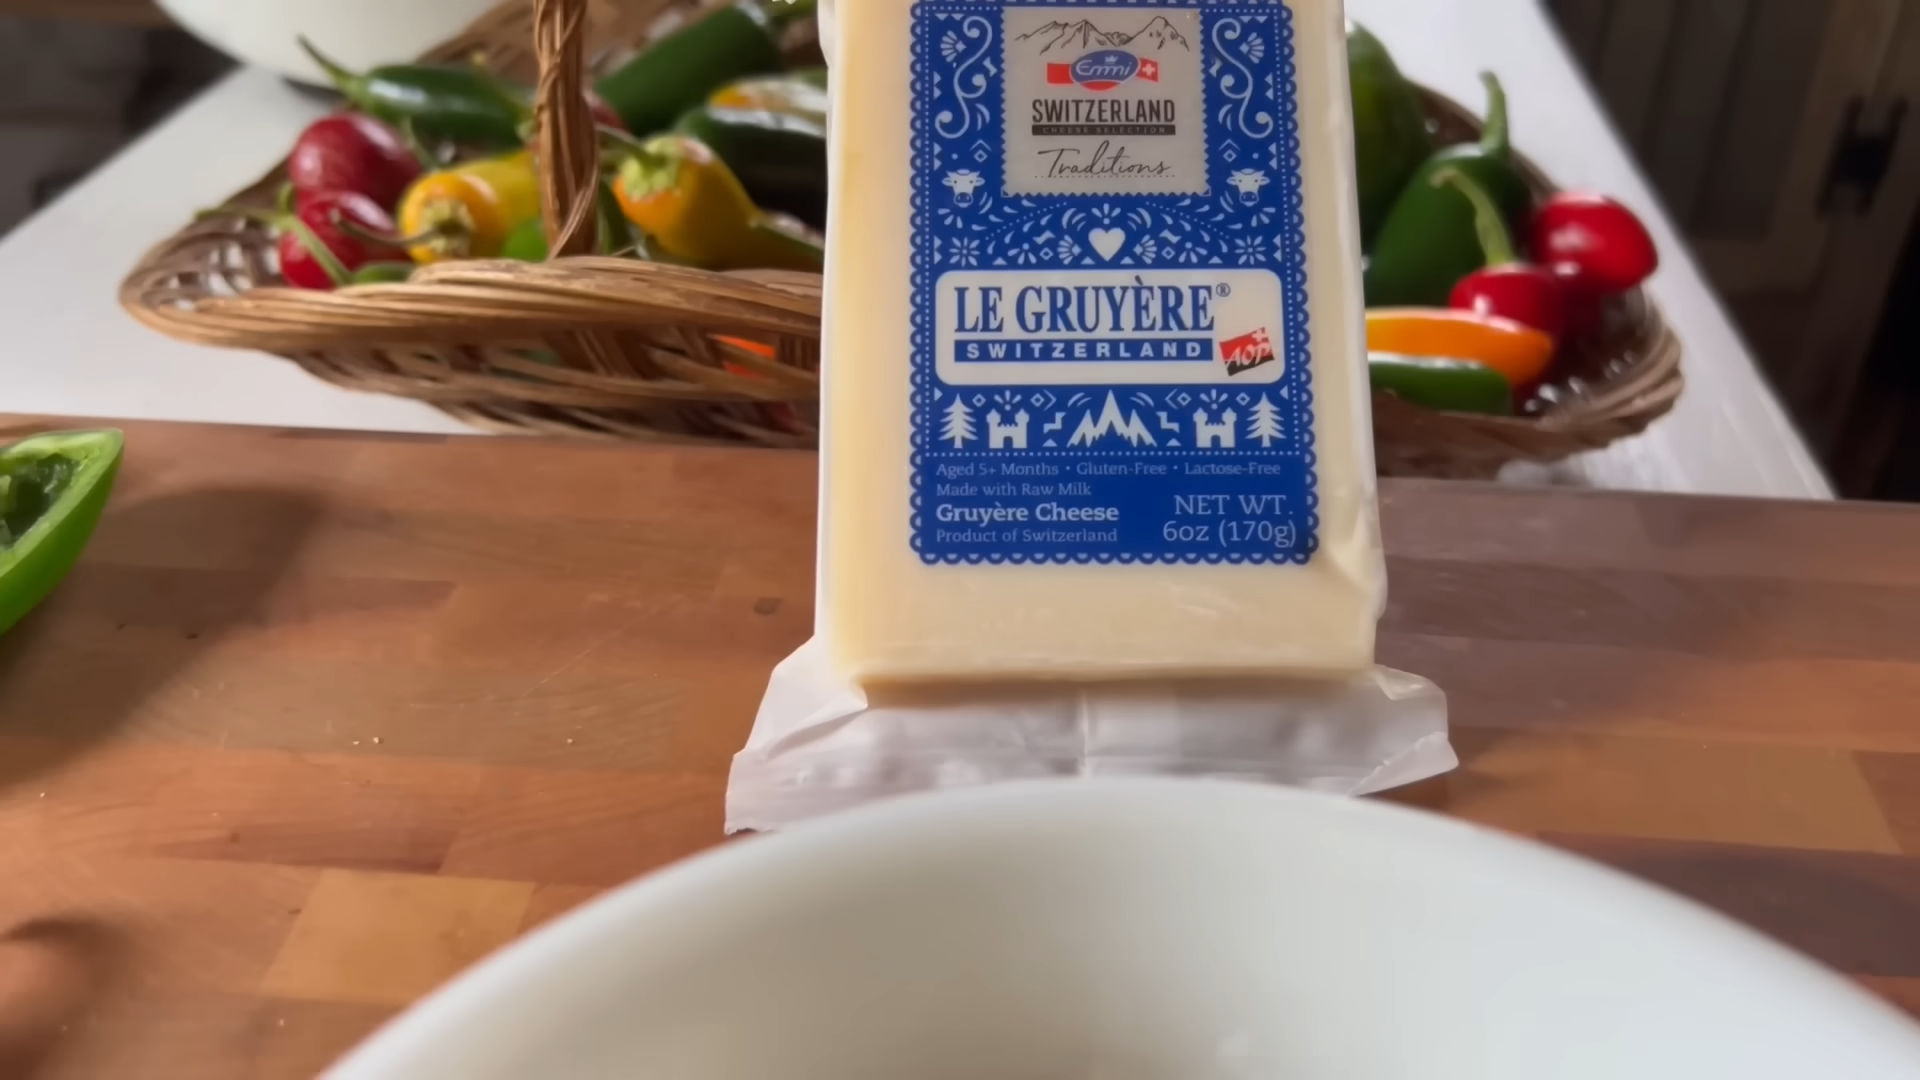 Emmi
SWITZERLAND
CHEESE SELECTION
Traditions
LE GRUYÈRE®
SWITZERLAND
AOP
Aged 5+ Months • Gluten-Free • Lactose-Free
Made with Raw Milk
Gruyère Cheese
Product of Switzerland
NET WT.
6oz (170g)